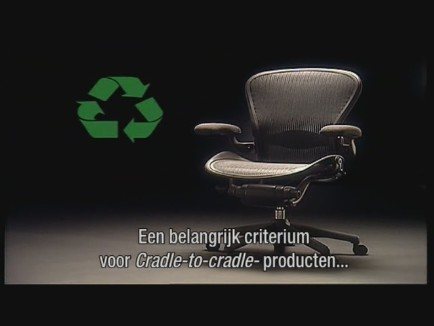 Een belangrijk criterium
voor Cradle-to-cradle- producten...